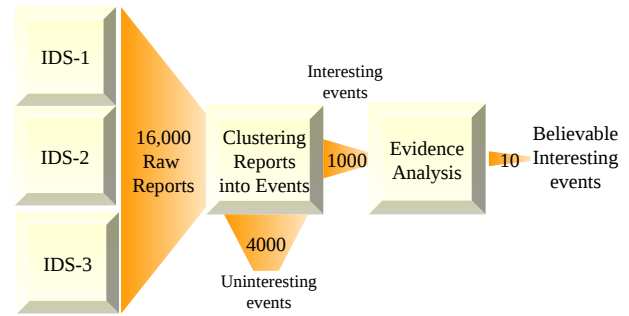 IDS-1
IDS-2
IDS-3
16,000
Raw
Reports
Clustering
Reports
into Events
4000
Uninteresting
events
Interesting
events
1000
Evidence
Analysis
10
Believable
Interesting
events